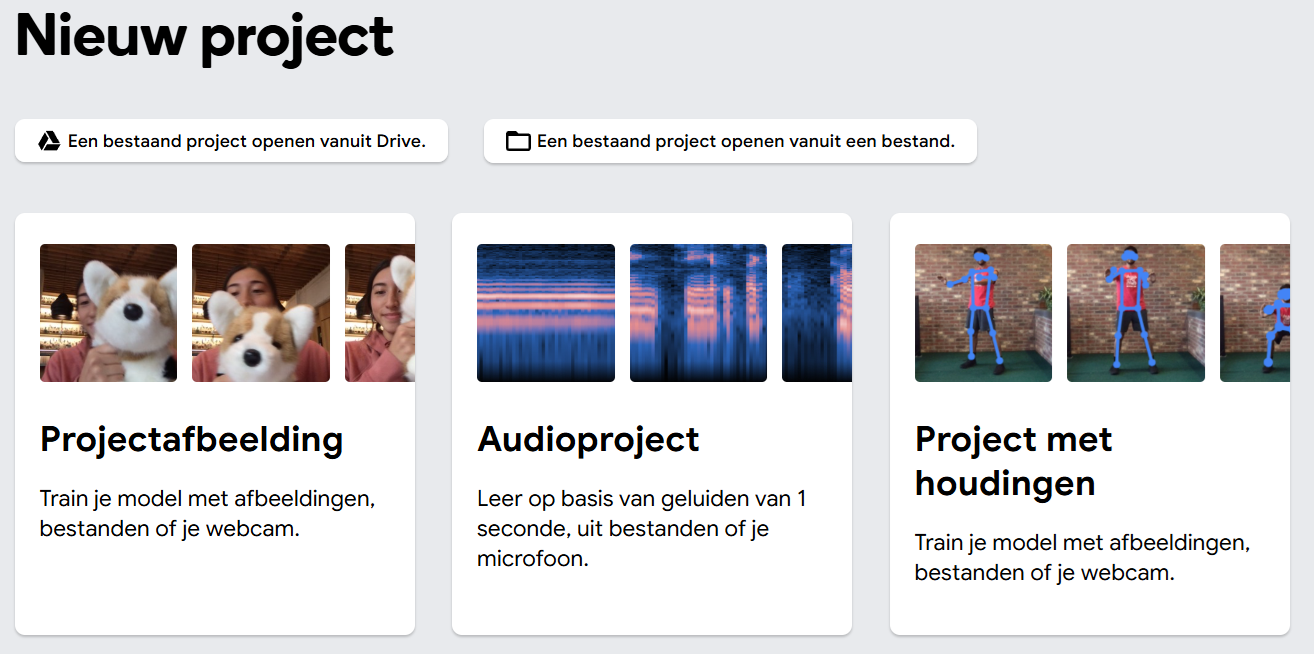 Nieuw project
Een bestaand project openen vanuit Drive.
Een bestaand project openen vanuit een bestand.
Projectafbeelding
Train je model met afbeeldingen,
bestanden of je webcam.
Audioproject
Leer op basis van geluiden van 1
seconde, uit bestanden of je
microfoon.
Project met
houdingen
Train je model met afbeeldingen,
bestanden of je webcam.